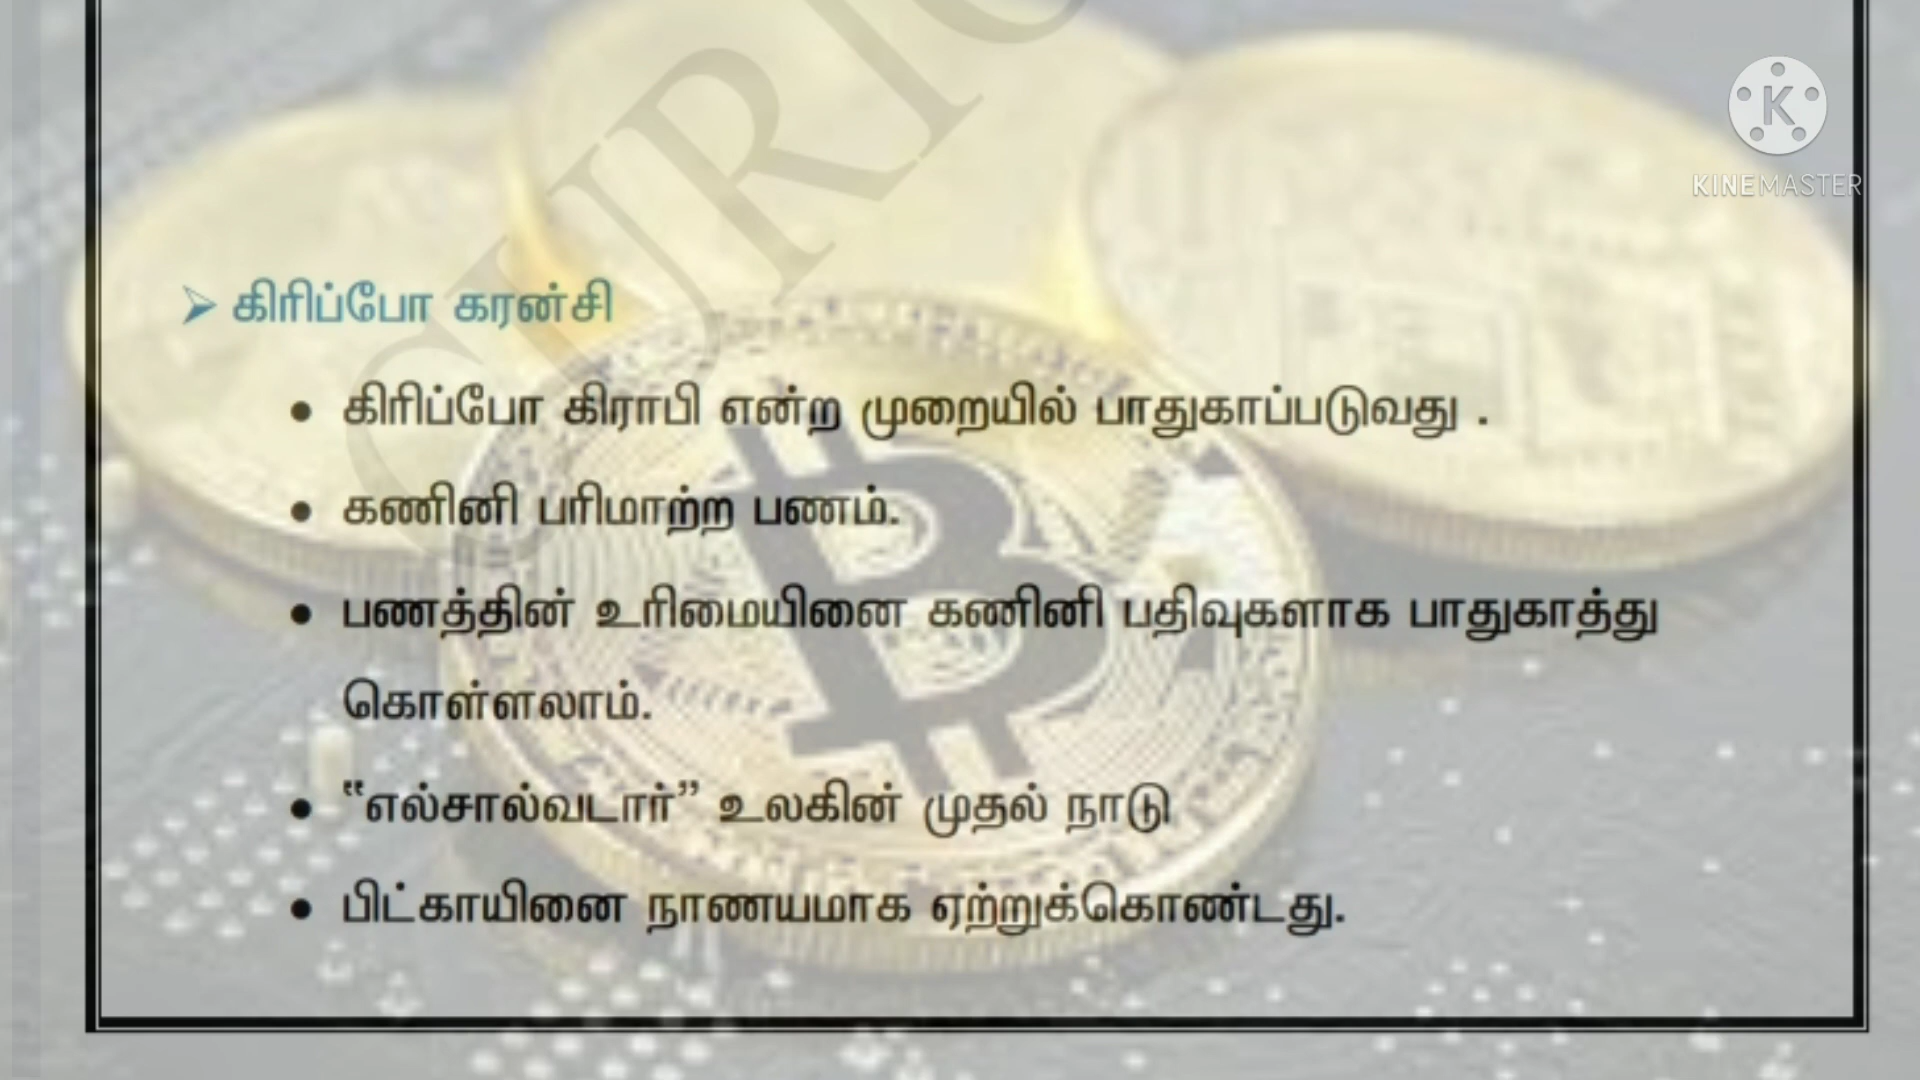 CURIO
KINEMASTER
➢ கிரிப்போ கரன்சி
• கிரிப்போ கிராபி என்ற முறையில் பாதுகாப்படுவது .
• கணினி பரிமாற்ற பணம்.
• பணத்தின் உரிமையினை கணினி பதிவுகளாக பாதுகாத்து
கொள்ளலாம்.
• “எல்சால்வடார்” உலகின் முதல் நாடு
• பிட்காயினை நாணயமாக ஏற்றுக்கொண்டது.